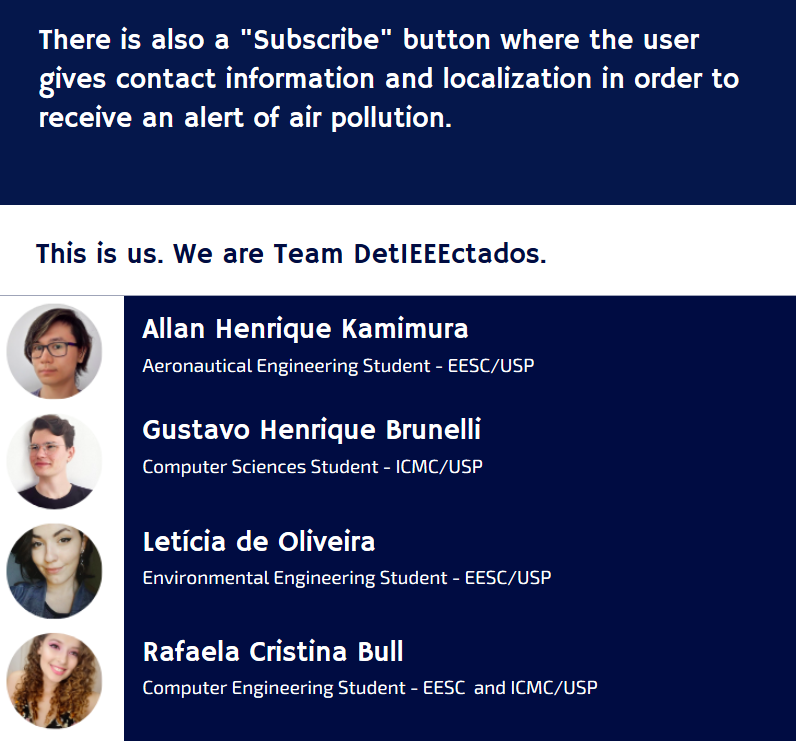 There is also a "Subscribe" button where the user
gives contact information and localization in order to
receive an alert of air pollution.
This is us. We are Team DetIEEEctados.
Allan Henrique Kamimura
Aeronautical Engineering Student - EESC/USP
Gustavo Henrique Brunelli
Computer Sciences Student - ICMC/USP
Letícia de Oliveira
Environmental Engineering Student - EESC/USP
Rafaela Cristina Bull
Computer Engineering Student - EESC and ICMC/USP